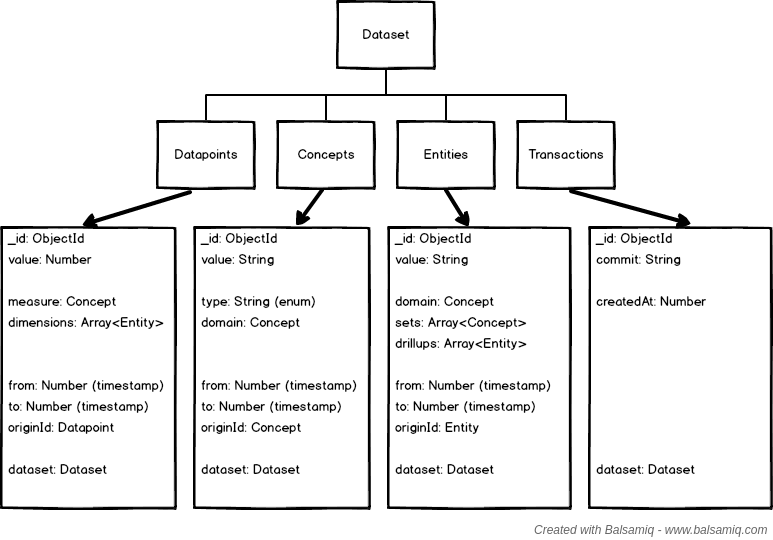 Dataset
Datapoints
Concepts
Entities
Transactions
_id: ObjectId
value: Number
measure: Concept
dimensions: Array<Entity>
from: Number (timestamp)
to: Number (timestamp)
originId: Datapoint
dataset: Dataset
_id: ObjectId
value: String
type: String (enum)
domain: Concept
from: Number (timestamp)
to: Number (timestamp)
originId: Concept
dataset: Dataset
_id: ObjectId
value: String
domain: Concept
sets: Array<Concept>
drillups: Array<Entity>
from: Number (timestamp)
to: Number (timestamp)
originId: Entity
dataset: Dataset
_id: ObjectId
commit: String
createdAt: Number
dataset: Dataset
Created with Balsamiq - www.balsamiq.com